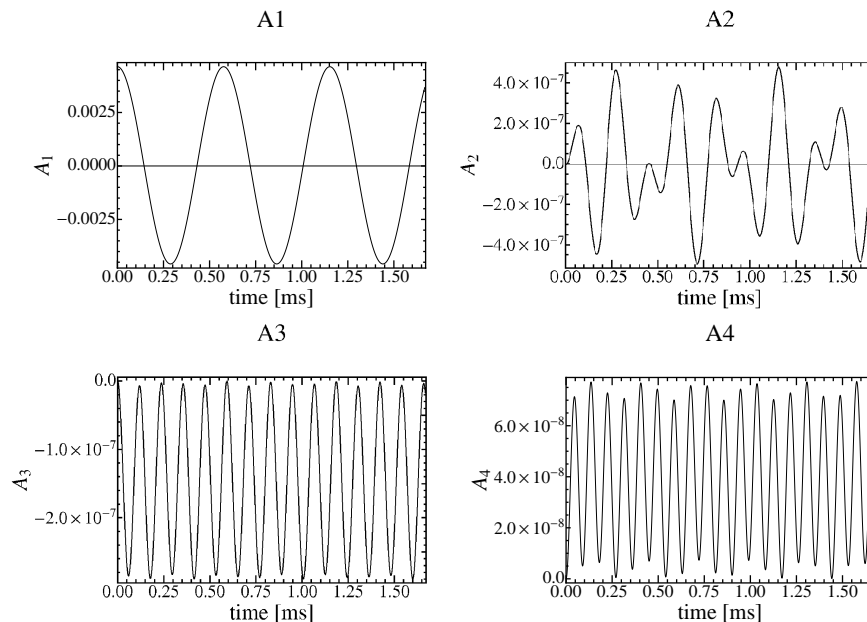 A1
A2
0.0025
0.0000
−0.0025
A₁
0.00 0.25 0.50 0.75 1.00 1.25 1.50
time [ms]
4.0×10⁻⁷
2.0×10⁻⁷
0.0
−2.0×10⁻⁷
−4.0×10⁻⁷
A₂
0.00 0.25 0.50 0.75 1.00 1.25 1.50
time [ms]
A3
A4
0.0
−1.0×10⁻⁷
−2.0×10⁻⁷
A₃
0.00 0.25 0.50 0.75 1.00 1.25 1.50
time [ms]
6.0×10⁻⁸
4.0×10⁻⁸
2.0×10⁻⁸
0.0
A₄
0.00 0.25 0.50 0.75 1.00 1.25 1.50
time [ms]